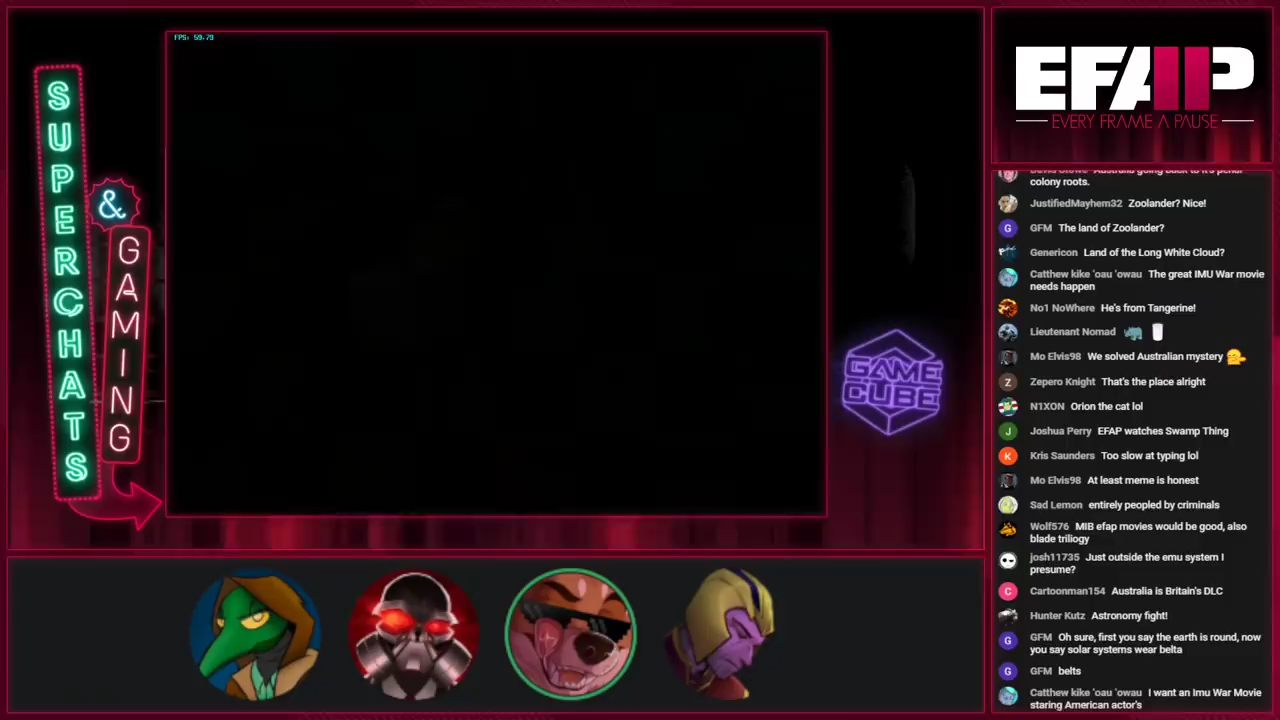 FPS: 59.79
SUPERCHATS
&
GAMING
GAME
CUBE
EFAP
EVERY FRAME A PAUSE
colony roots.
JustifiedMayhem32 Zoolander? Nice!
G GFM The land of Zoolander?
Genericon Land of the Long White Cloud?
Catthew kike 'oau 'owau The great IMU War movie
needs happen
No1 NoWhere He's from Tangerine!
Lieutenant Nomad
Mo Elvis98 We solved Australian mystery
Z Zepero Knight That's the place alright
N1XON Orion the cat lol
J Joshua Perry EFAP watches Swamp Thing
K Kris Saunders Too slow at typing lol
Mo Elvis98 At least meme is honest
Sad Lemon entirely peopled by criminals
Wolf576 MIB efap movies would be good, also
blade triliogy
josh11735 Just outside the emu system I
presume?
C Cartoonman154 Australia is Britain's DLC
Hunter Kutz Astronomy fight!
G GFM Oh sure, first you say the earth is round, now
you say solar systems wear belta
G GFM belts
Catthew kike 'oau 'owau I want an Imu War Movie
staring American actor's